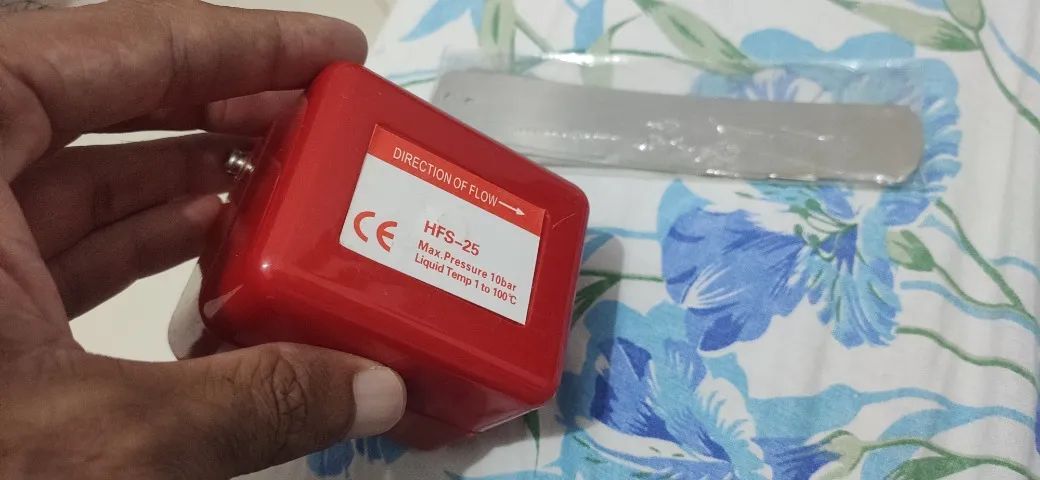 DIRECTION OF FLOW →
CE
HFS-25
Max.Pressure 10bar
Liquid Temp 1 to 100℃